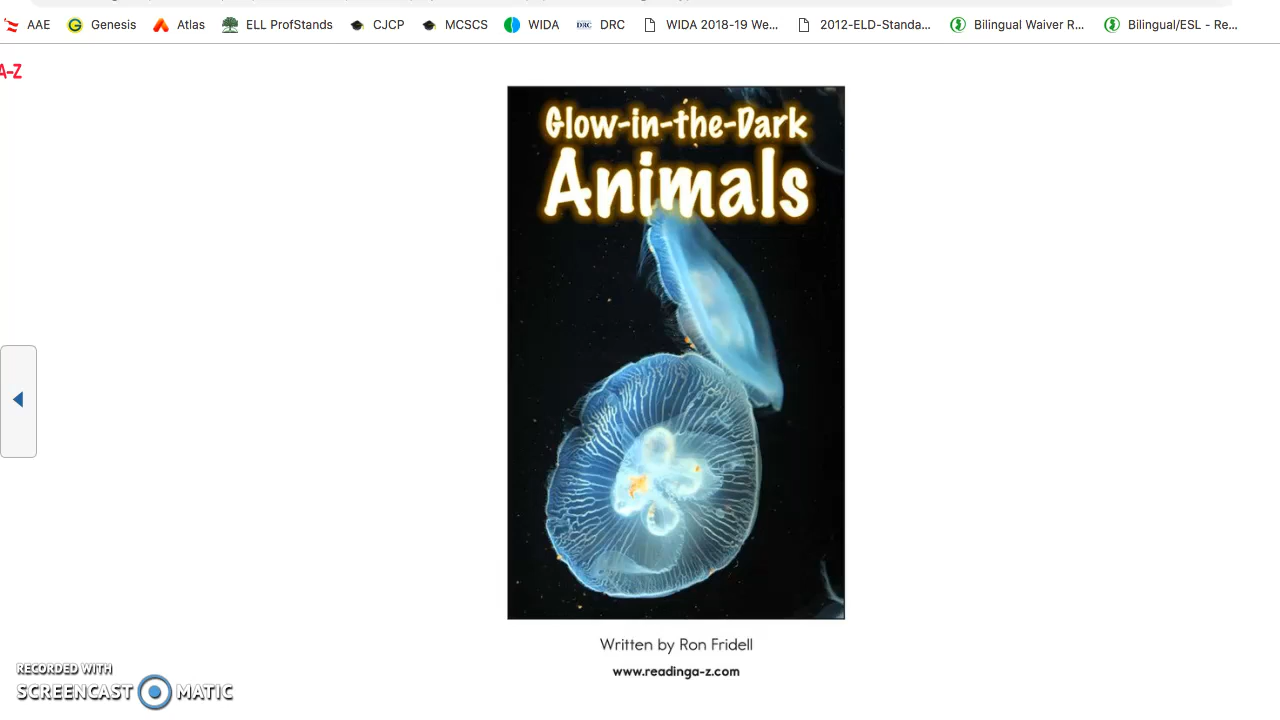 AAE Genesis Atlas ELL ProfStands CJCP MCSCS WIDA DRC DRC WIDA 2018-19 We... 2012-ELD-Standa... Bilingual Waiver R... Bilingual/ESL - Re...
A-Z
Glow-in-the-Dark
Animals
Written by Ron Fridell
www.readinga-z.com
RECORDED WITH
SCREENCAST MATIC